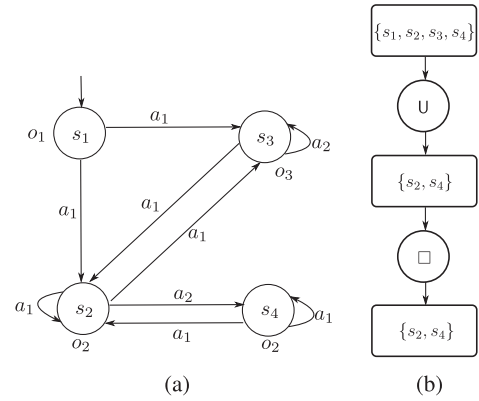 {s₁, s₂, s₃, s₄}
a₁
o₁ s₁ s₃ a₂
o₃
U
a₁ a₁ a₁
{s₂, s₄}
□
a₁ s₂ a₂ s₄ a₁
o₂ a₁ o₂
{s₂, s₄}
(a) (b)